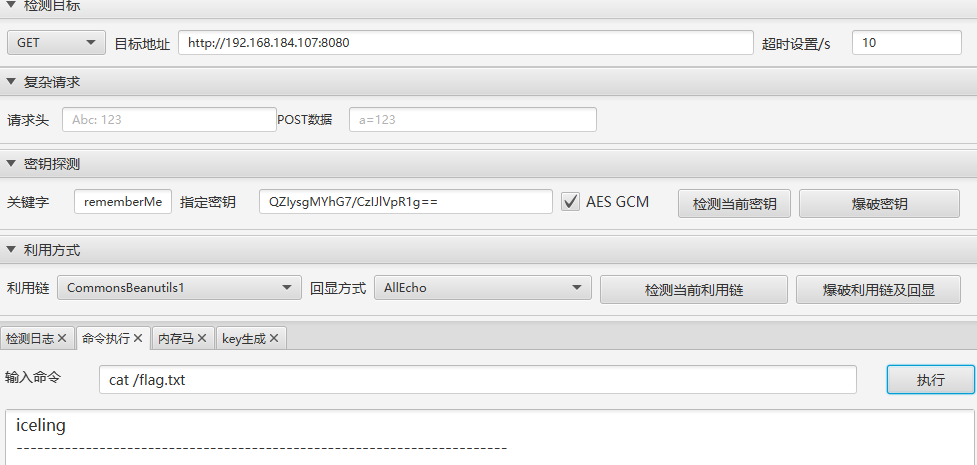 检测目标
GET 目标地址 http://192.168.184.107:8080 超时设置/s 10
复杂请求
请求头 Abc: 123 POST数据 a=123
密钥探测
关键字 rememberMe 指定密钥 QZIysgMYhG7/CzIJlVpR1g== AES GCM 检测当前密钥 爆破密钥
利用方式
利用链 CommonsBeanutils1 回显方式 AllEcho 检测当前利用链 爆破利用链及回显
检测日志 命令执行 内存马 key生成
输入命令 cat /flag.txt 执行
iceling
-----------------------------------------------------------------------